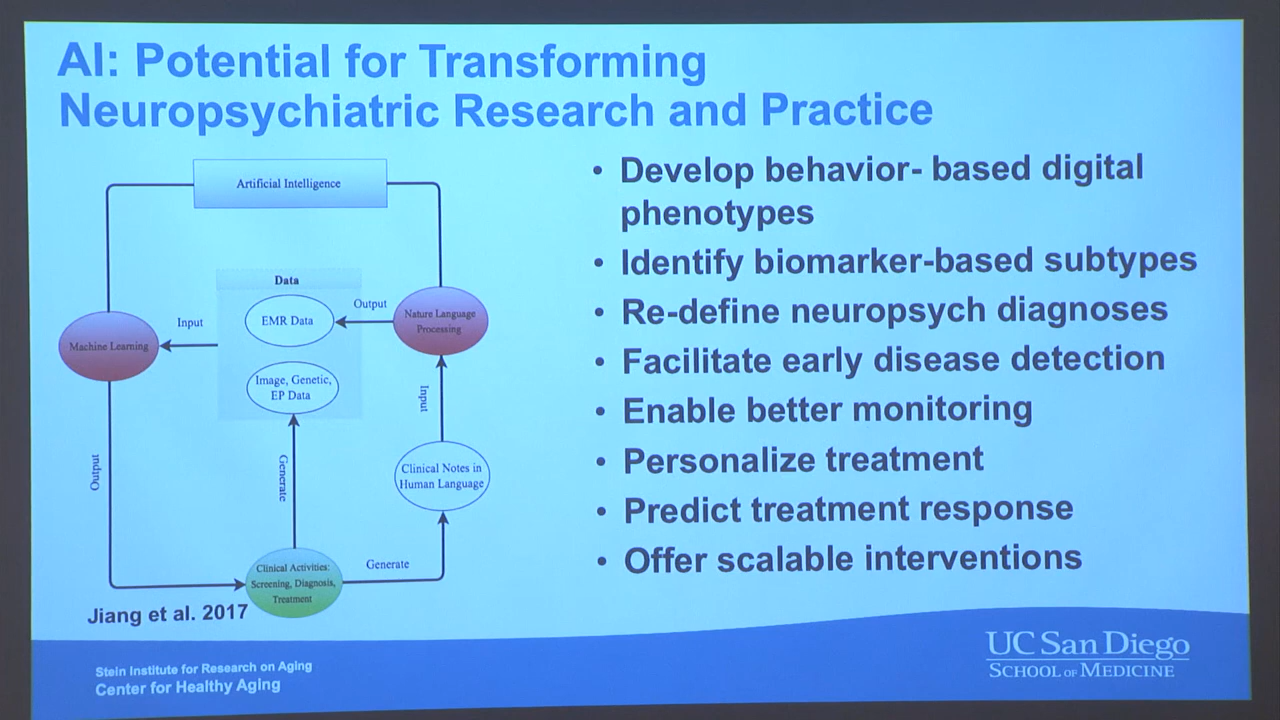 AI: Potential for Transforming
Neuropsychiatric Research and Practice
Artificial Intelligence
Data
EMR Data
Output
Nature Language
Processing
Input
Machine Learning
Image, Genetic,
EP Data
Input
Output
Generate
Clinical Notes in
Human Language
Clinical Activities:
Screening, Diagnosis,
Treatment
Generate
Jiang et al. 2017
• Develop behavior- based digital
phenotypes
• Identify biomarker-based subtypes
• Re-define neuropsych diagnoses
• Facilitate early disease detection
• Enable better monitoring
• Personalize treatment
• Predict treatment response
• Offer scalable interventions
Stein Institute for Research on Aging
Center for Healthy Aging
UC San Diego
SCHOOL OF MEDICINE